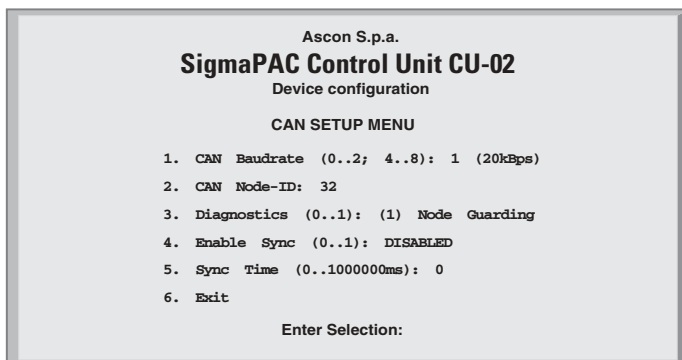 Ascon S.p.a.
SigmaPAC Control Unit CU-02
Device configuration
CAN SETUP MENU
1. CAN Baudrate (0..2; 4..8): 1 (20kBps)
2. CAN Node-ID: 32
3. Diagnostics (0..1): (1) Node Guarding
4. Enable Sync (0..1): DISABLED
5. Sync Time (0..1000000ms): 0
6. Exit
Enter Selection: